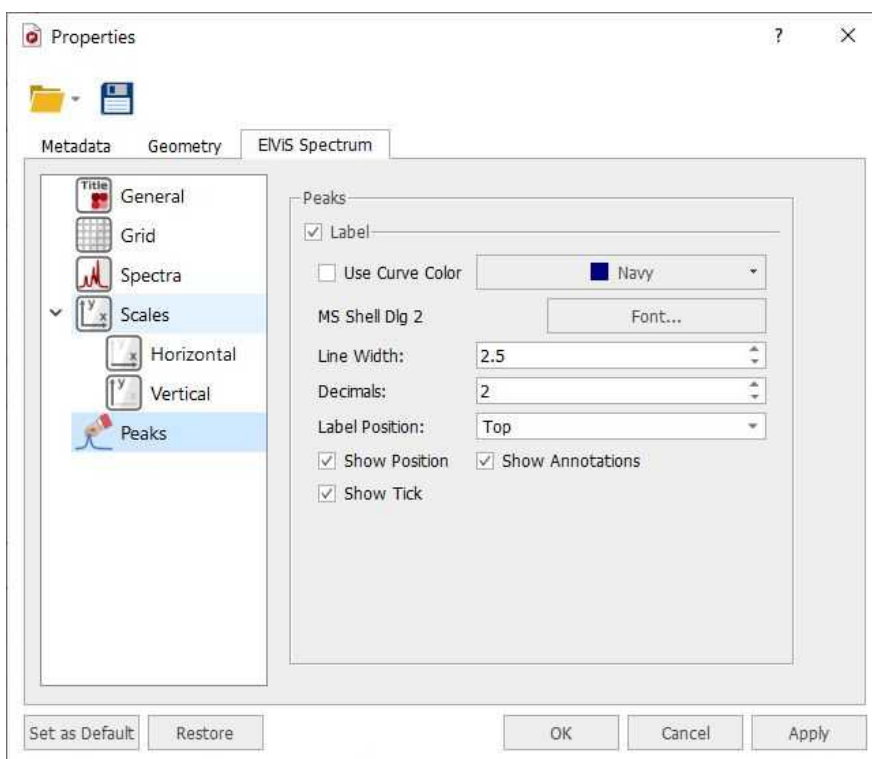 Properties
?
Metadata Geometry ElViS Spectrum
Title
General
Grid
Spectra
y x Scales
x Horizontal
y Vertical
Peaks
Peaks
Label
Use Curve Color Navy
MS Shell Dlg 2 Font...
Line Width: 2.5
Decimals: 2
Label Position: Top
Show Position Show Annotations
Show Tick
Set as Default Restore OK Cancel Apply